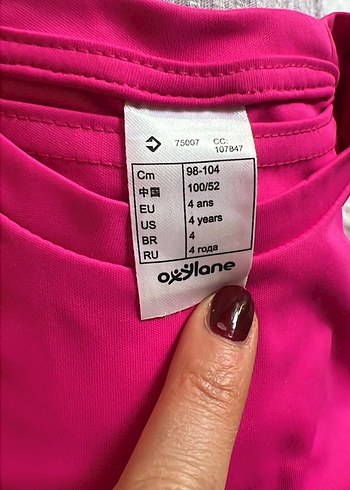 75007 CC:
107847
Cm 98-104
中国 100/52
EU 4 ans
US 4 years
BR 4
RU 4 года
oxylane